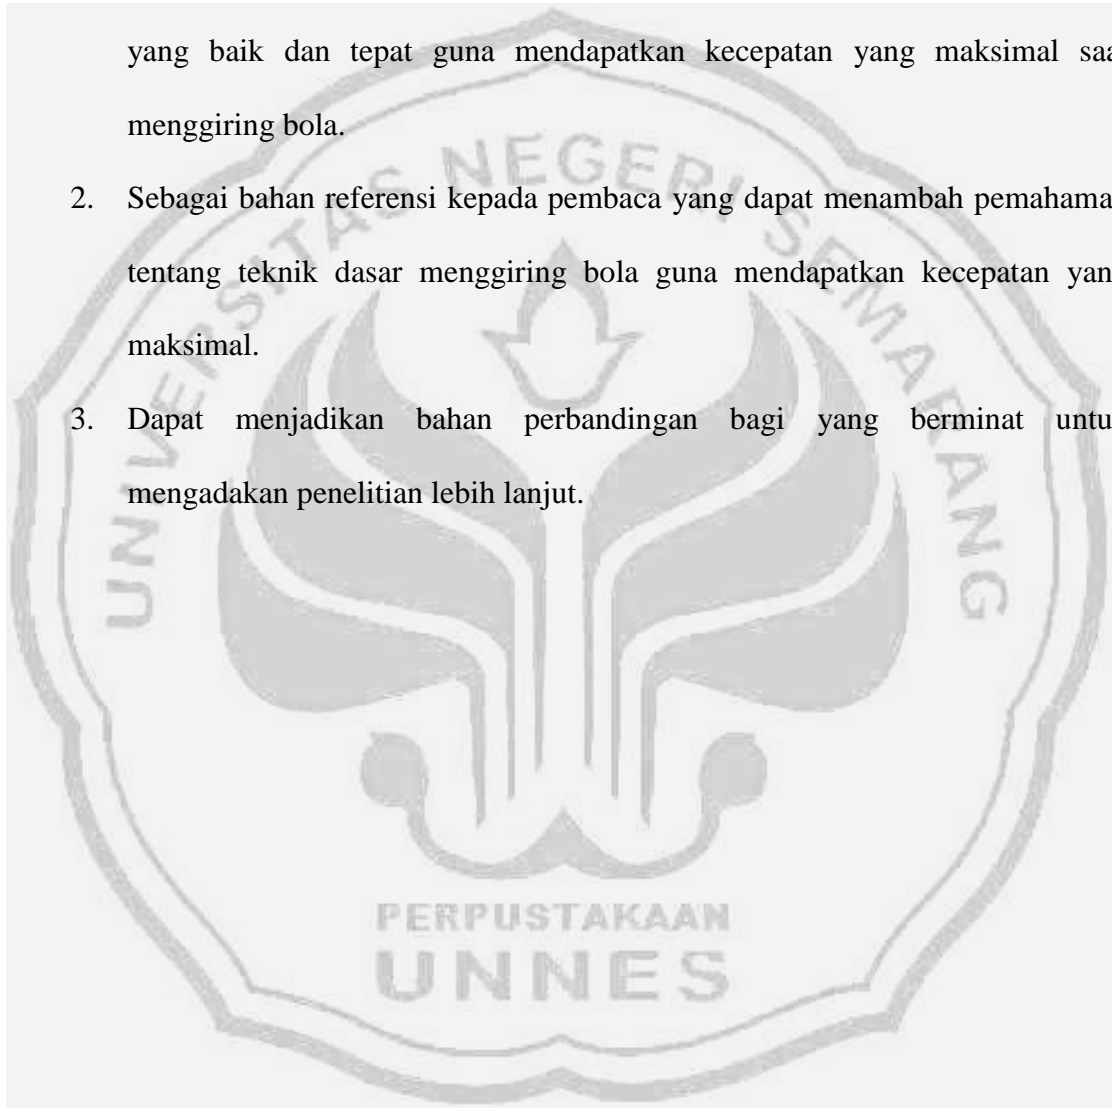 yang baik dan tepat guna mendapatkan kecepatan yang maksimal saa
menggiring bola.
2. Sebagai bahan referensi kepada pembaca yang dapat menambah pemahama
tentang teknik dasar menggiring bola guna mendapatkan kecepatan yan
maksimal.
3. Dapat menjadikan bahan perbandingan bagi yang berminat untu
mengadakan penelitian lebih lanjut.
UNIVERSITAS NEGERI SEMARANG
PERPUSTAKAAN
UNNES